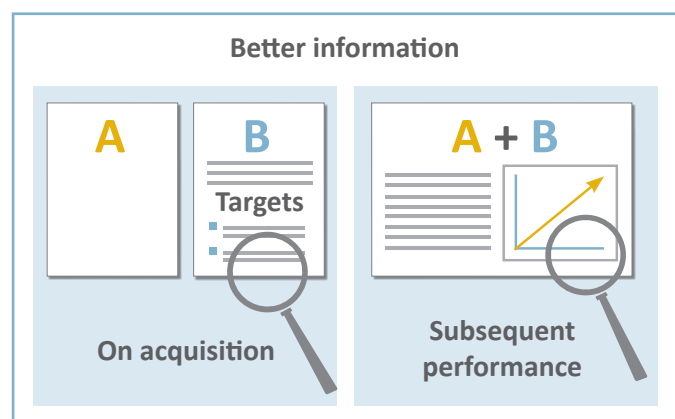 Better information
A
B
Targets
On acquisition
A + B
Subsequent
performance